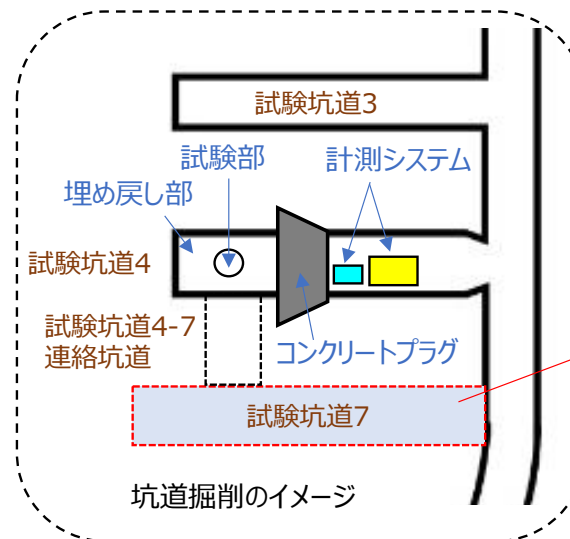 試験坑道3
試験部
計測システム
埋め戻し部
試験坑道4
試験坑道4-7
連絡坑道
コンクリートプラグ
試験坑道7
坑道掘削のイメージ